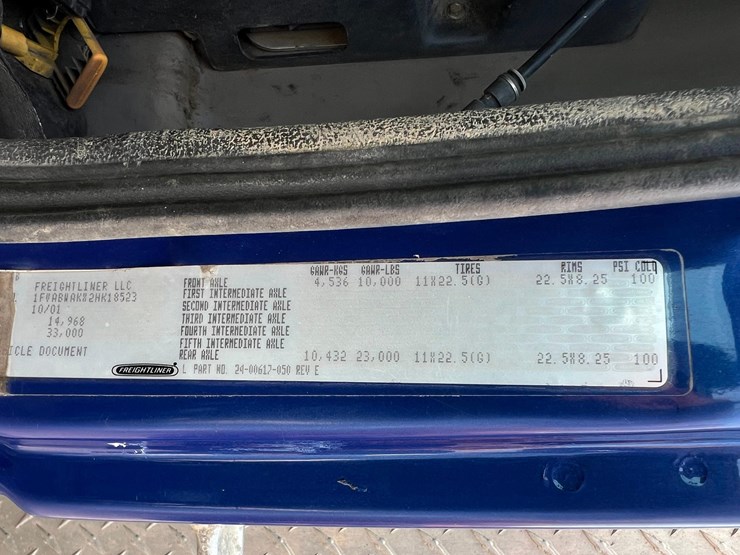 FREIGHTLINER LLC
10/01
14,968
33,000
ICLE DOCUMENT
FREIGHTLINER
GAWR-KGS GAWR-LBS TIRES RIMS PSI COLD
FRONT AXLE 4,536 10,000 11X22.5(G) 22.5X8.25 100
FIRST INTERMEDIATE AXLE
SECOND INTERMEDIATE AXLE
THIRD INTERMEDIATE AXLE
FOURTH INTERMEDIATE AXLE
FIFTH INTERMEDIATE AXLE
REAR AXLE 10,432 23,000 11X22.5(G) 22.5X8.25 100
L PART NO. 24-00617-050 REV E